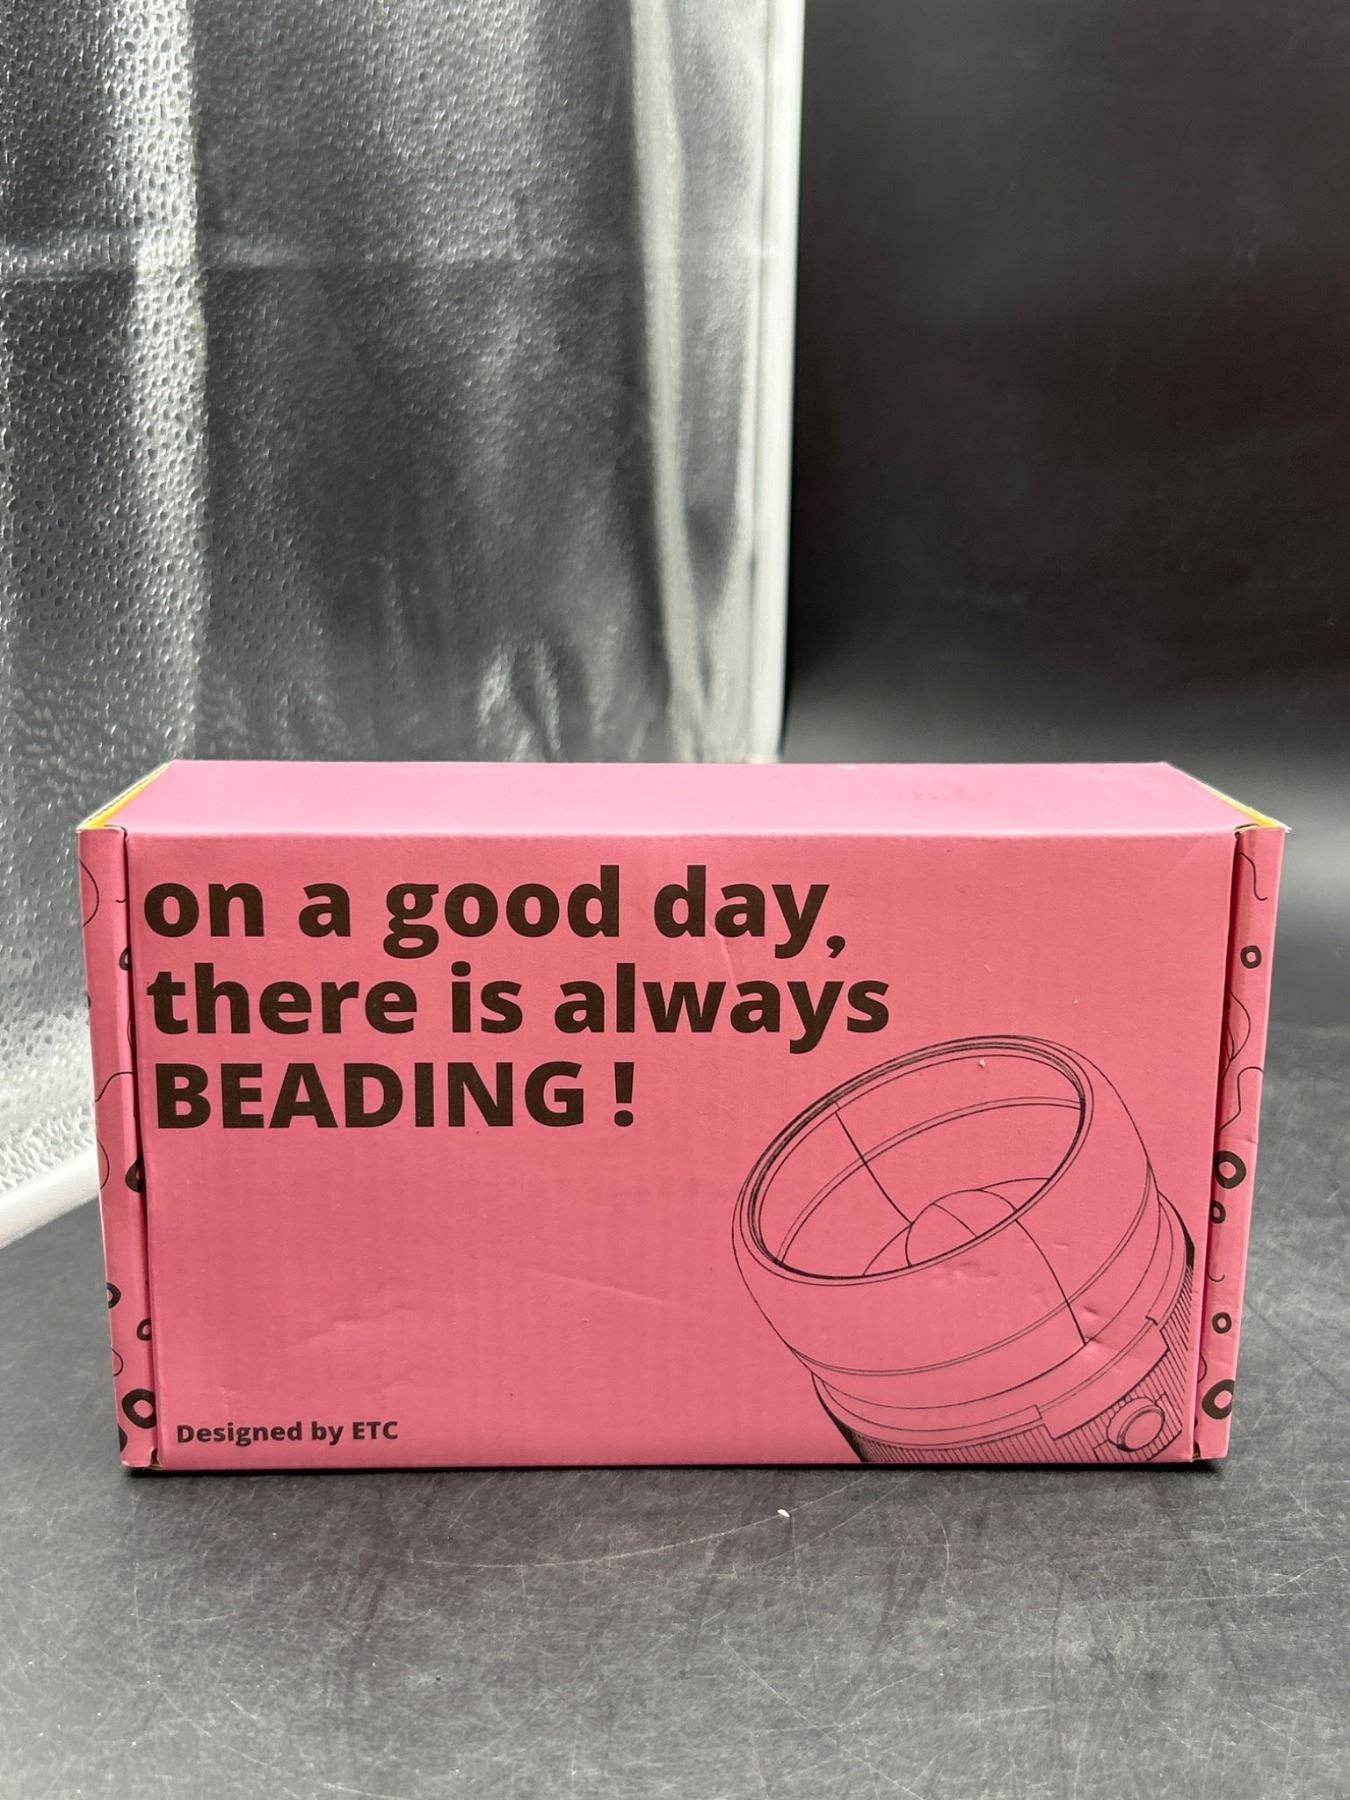 on a good day,
there is always
BEADING!
Designed by ETC